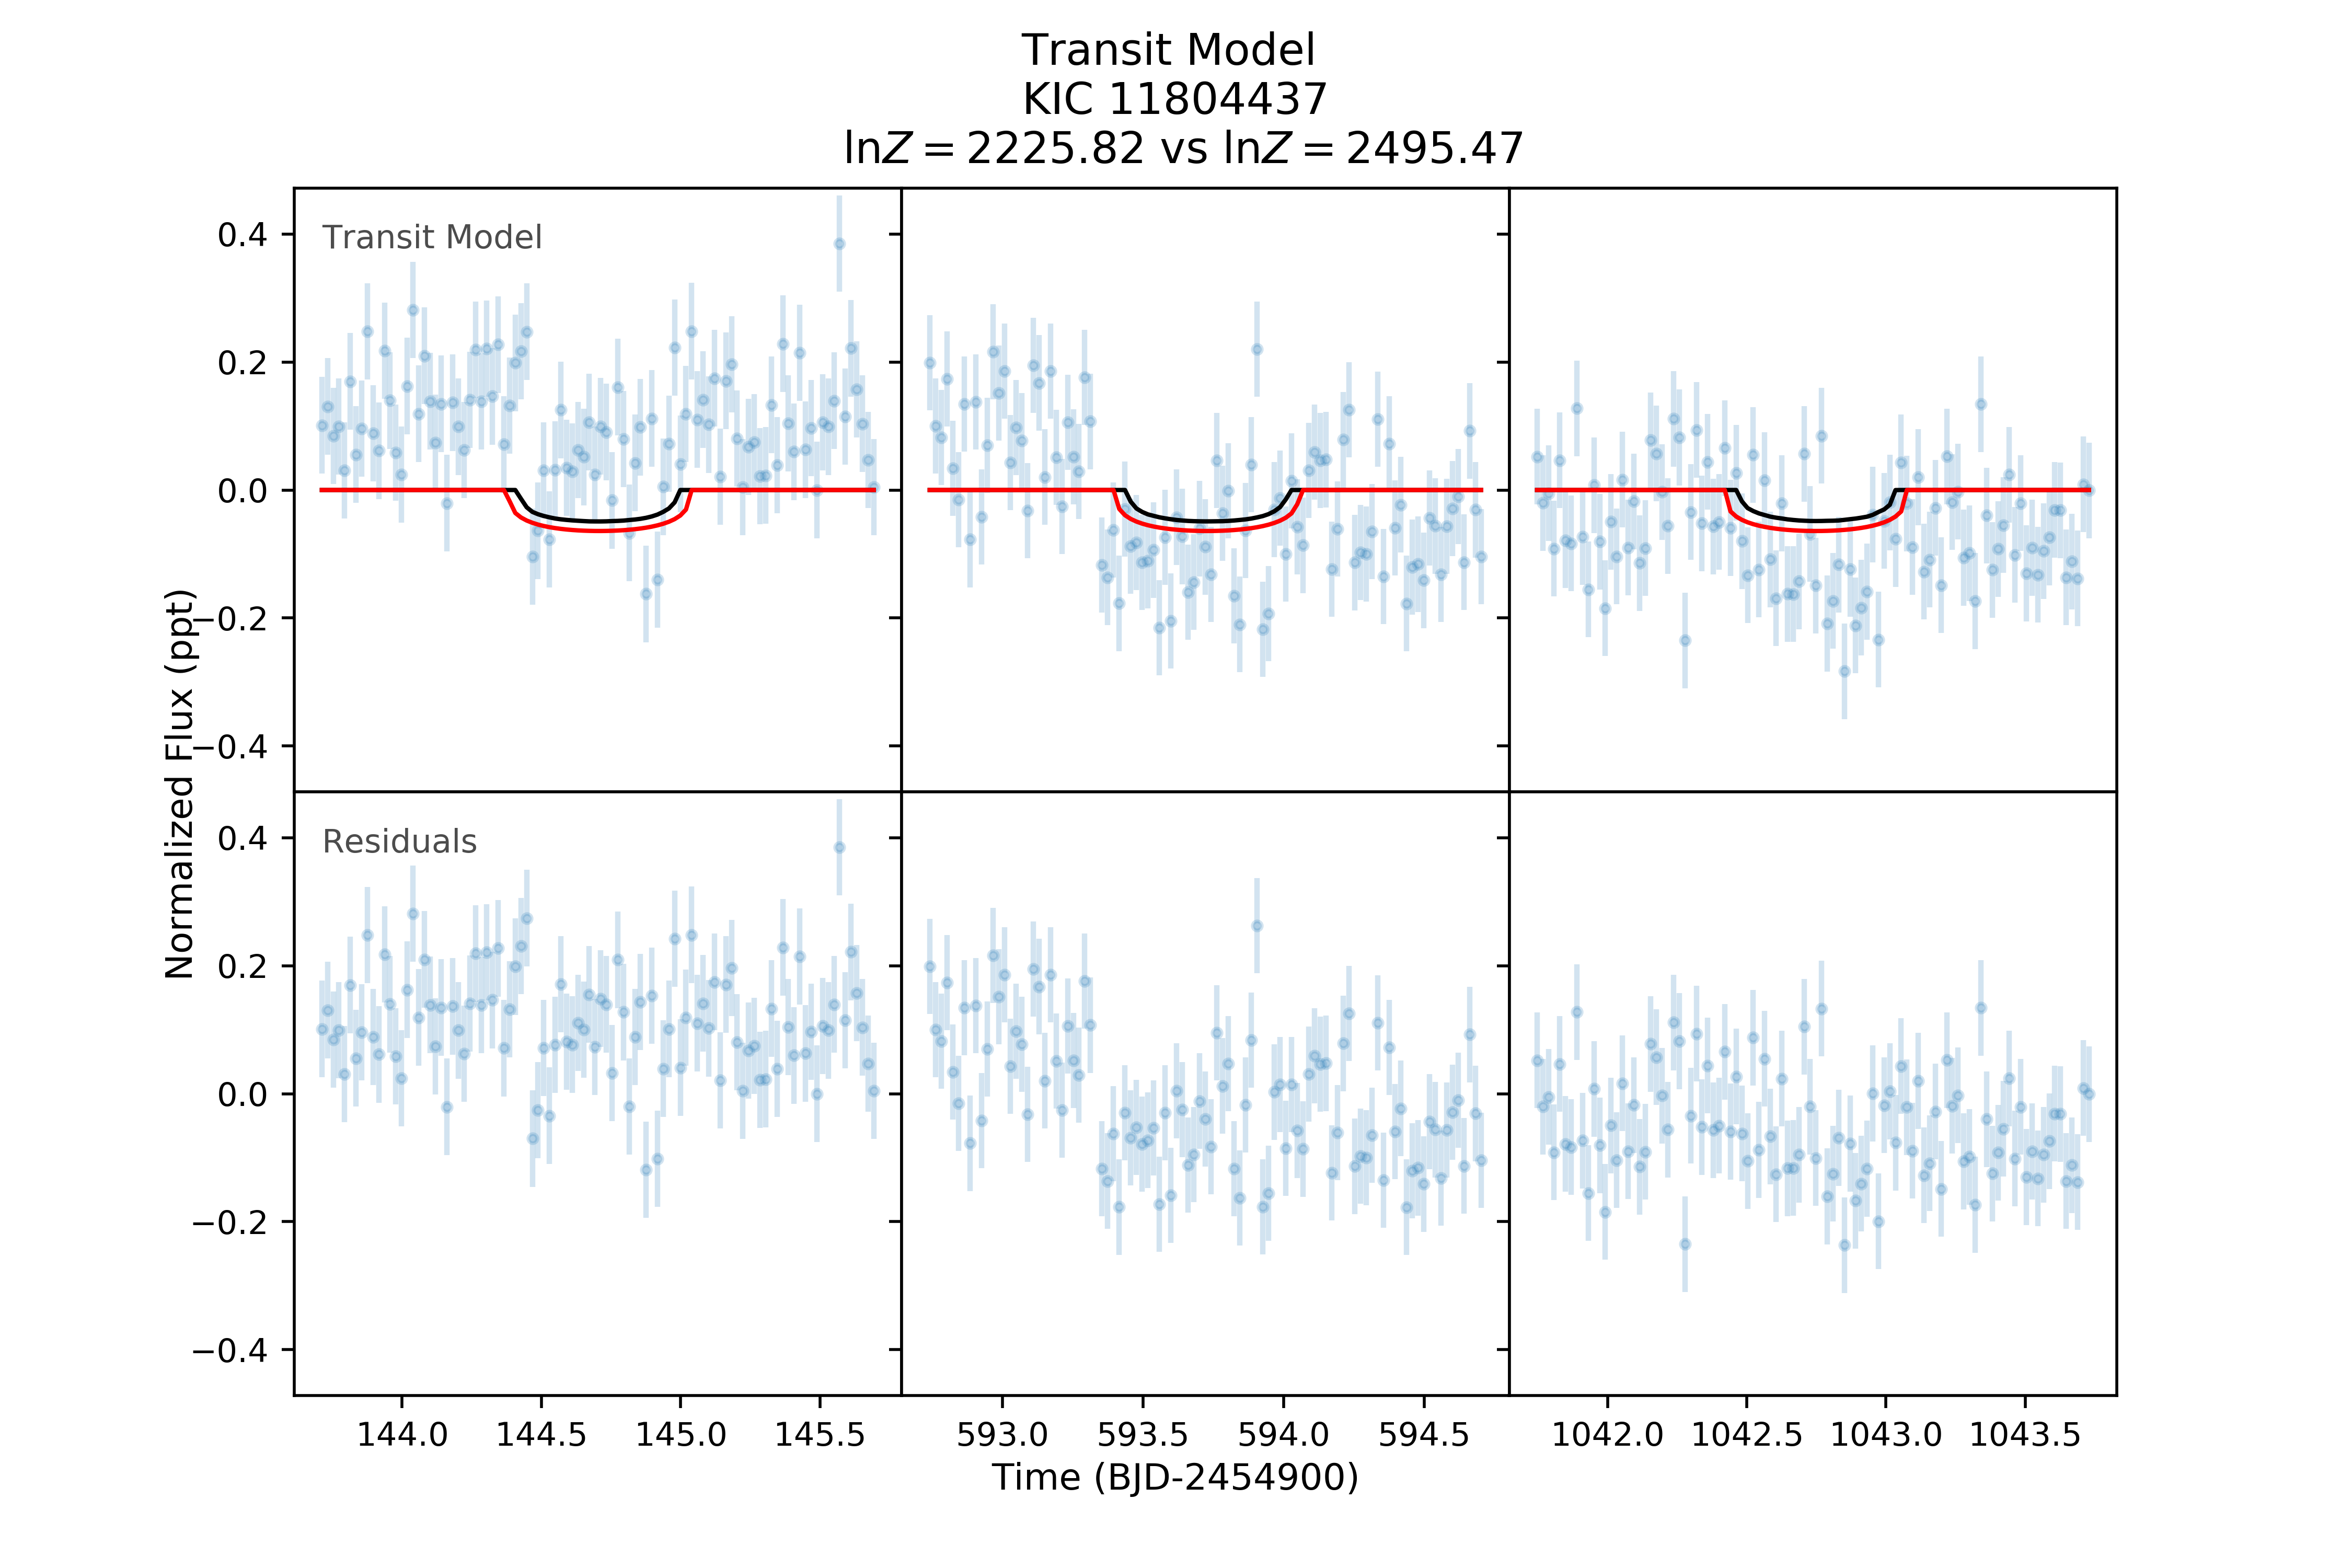 Transit Model
KIC 11804437
lnZ = 2225.82 vs lnZ = 2495.47
Transit Model
0.4
0.2
0.0
−0.2
−0.4
Normalized Flux (ppt)
Residuals
0.4
0.2
0.0
−0.2
−0.4
144.0 144.5 145.0 145.5 593.0 593.5 594.0 594.5 1042.0 1042.5 1043.0 1043.5
Time (BJD-2454900)